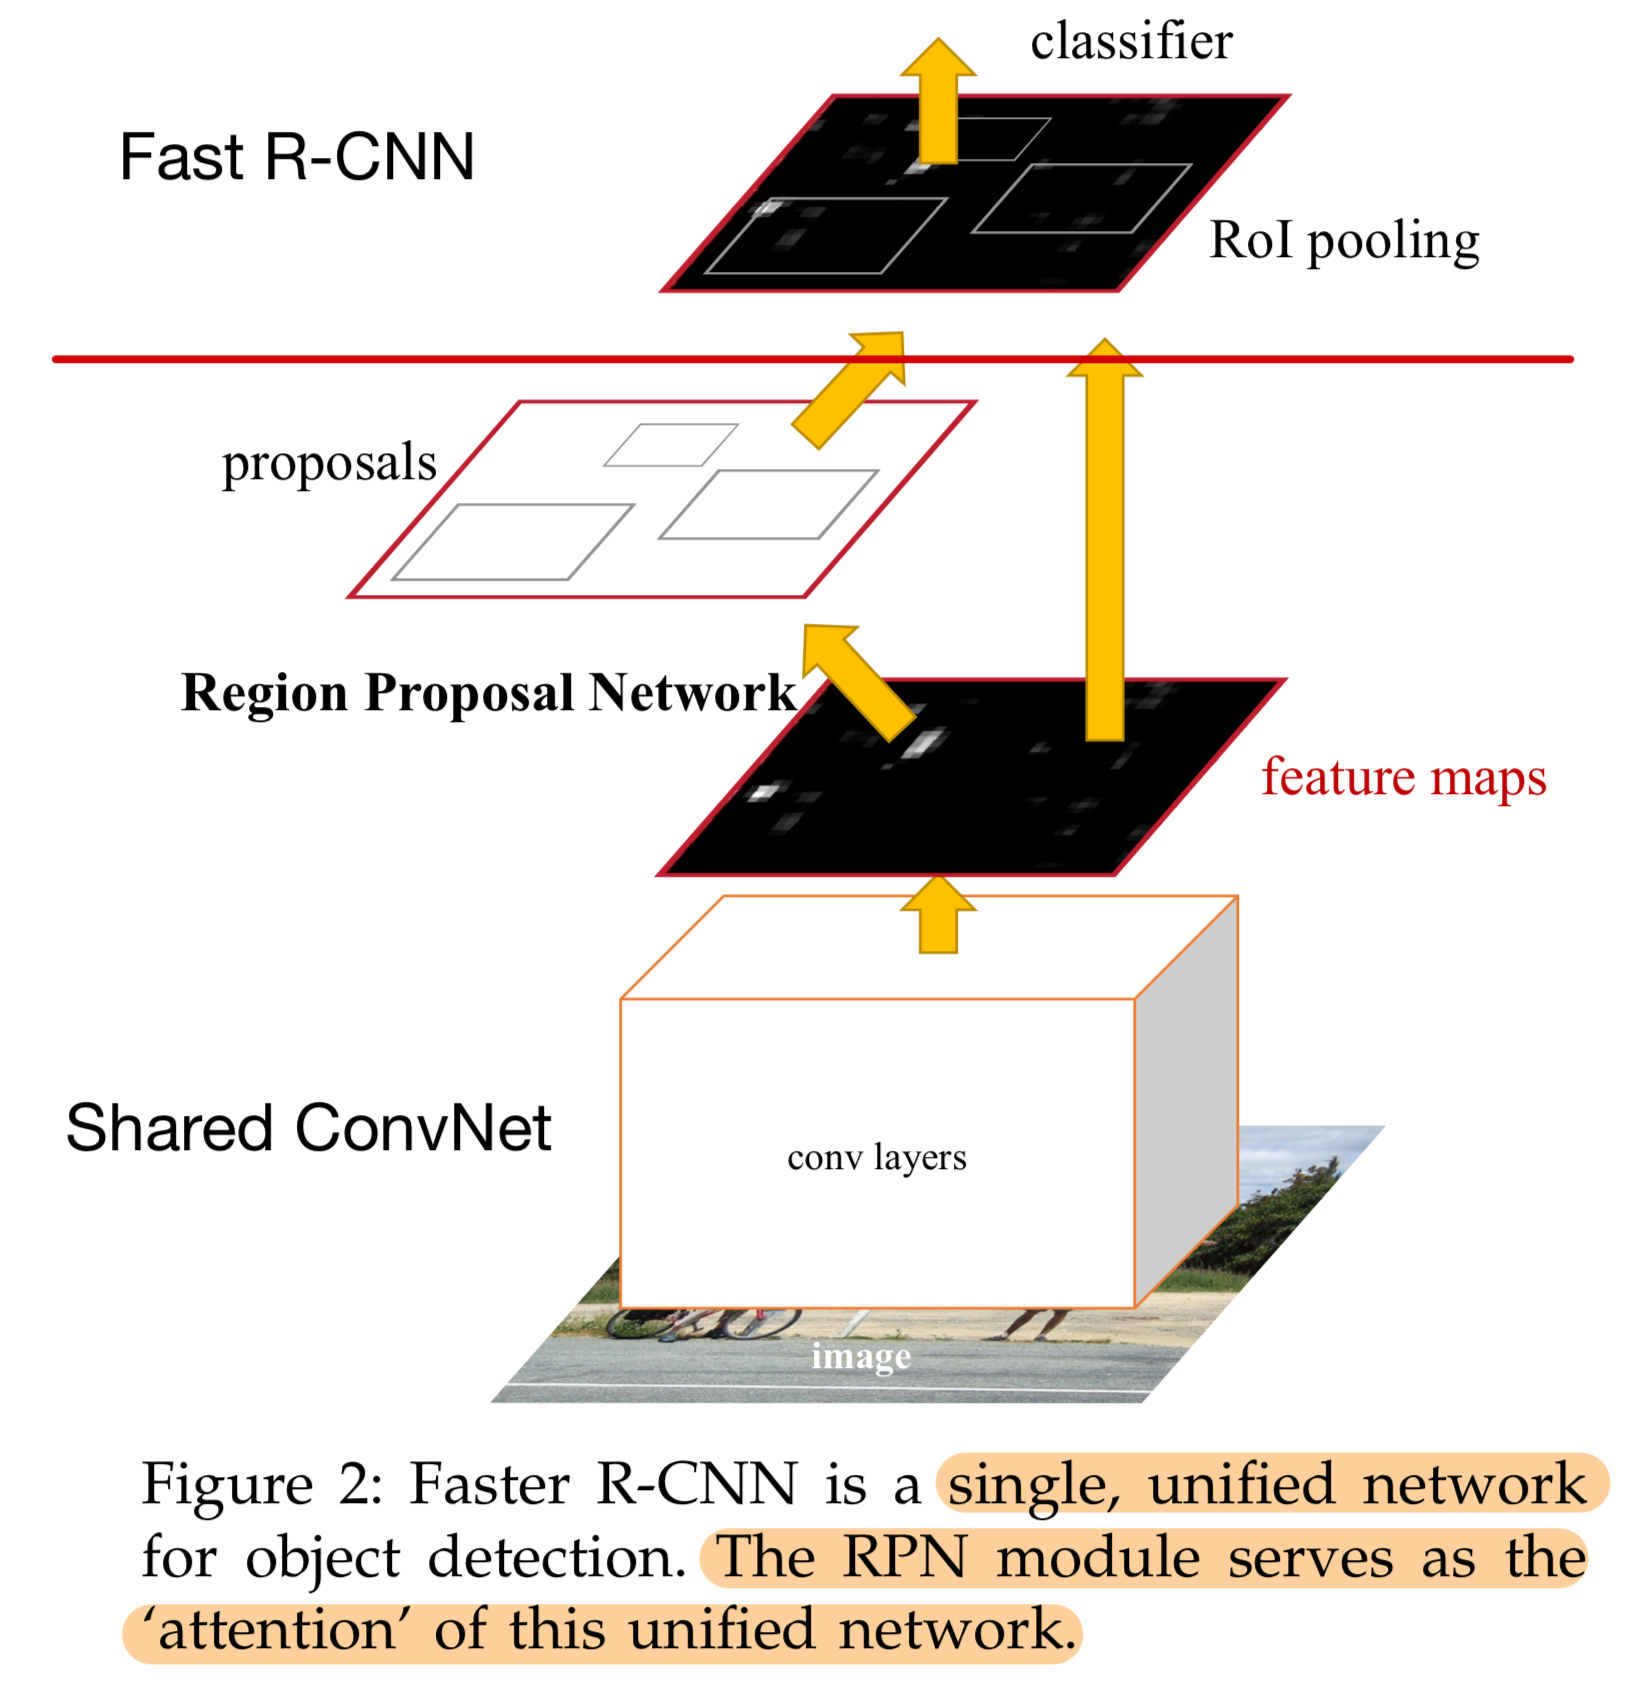 classifier
Fast R-CNN
RoI pooling
proposals
Region Proposal Network
feature maps
Shared ConvNet
conv layers
image
Figure 2: Faster R-CNN is a single, unified network
for object detection. The RPN module serves as the
‘attention’ of this unified network.